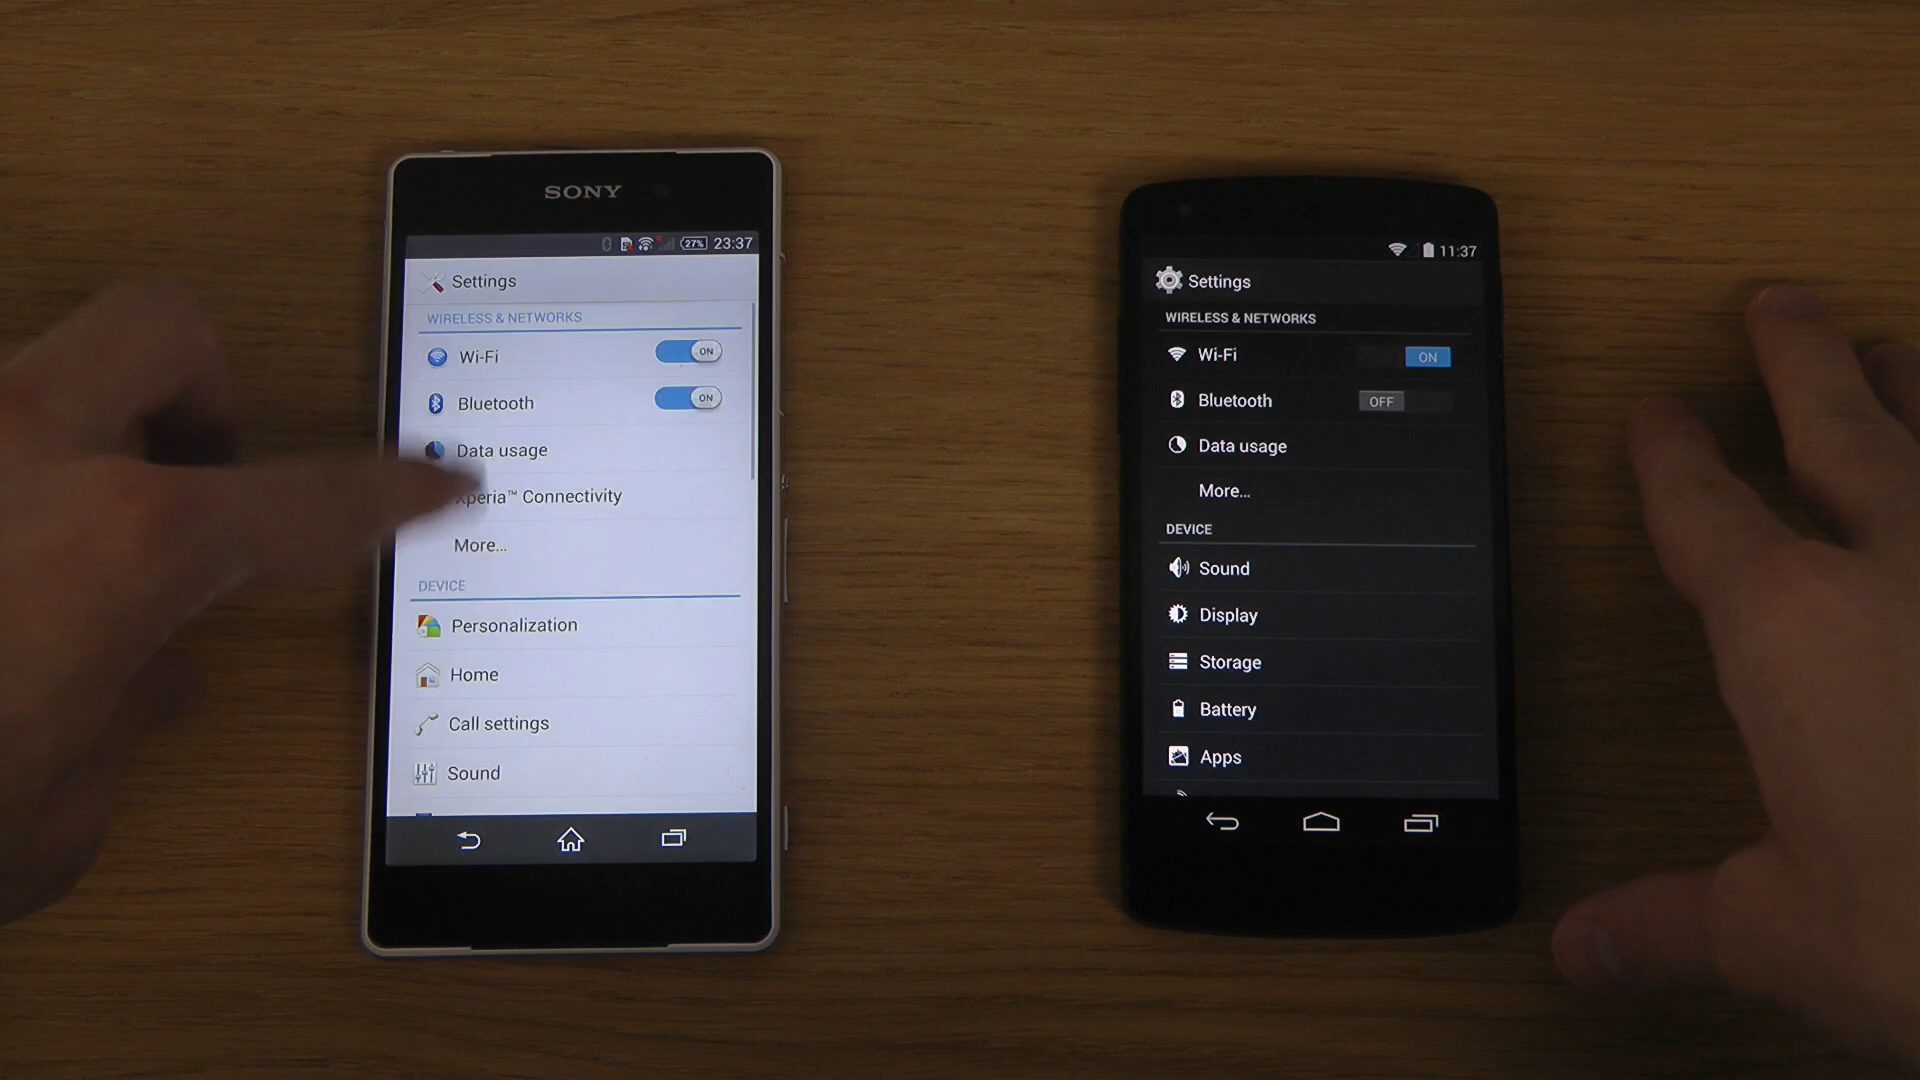 SONY
27% 23:37
Settings
WIRELESS & NETWORKS
Wi-Fi ON
Bluetooth ON
Data usage
Xperia™ Connectivity
More...
DEVICE
Personalization
Home
Call settings
Sound
11:37
Settings
WIRELESS & NETWORKS
Wi-Fi ON
Bluetooth OFF
Data usage
More...
DEVICE
Sound
Display
Storage
Battery
Apps